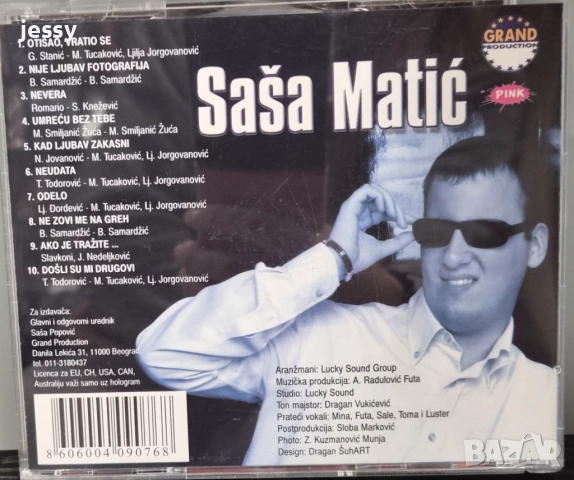 jessy
1. OTIŠAO, VRATIO SE
G. Stanić - M. Tucaković, Ljilja Jorgovanović
2. NIJE LJUBAV FOTOGRAFIJA
B. Samardžić - B. Samardžić
3. NEVERA
Romario - S. Knežević
4. UMREĆU BEZ TEBE
M. Smiljanić Žuća - M. Smiljanić Žuća
5. KAD LJUBAV ZAKASNI
N. Jovanović - M. Tucaković, Lj. Jorgovanović
6. NEUDATA
T. Todorović - M. Tucaković, Lj. Jorgovanović
7. ODELO
Lj. Đorđević - M. Tucaković, Lj. Jorgovanović
8. NE ZOVI ME NA GREH
B. Samardžić - B. Samardžić
9. AKO JE TRAŽITE ...
Slavkoni, J. Nedeljković
10. DOŠLI SU MI DRUGOVI
T. Todorović - M. Tucaković, Lj. Jorgovanović
Saša Matić
GRAND
PRODUCTION
PINK
Za izdavača:
Glavni i odgovorni urednik
Saša Popović
Grand Production
Danila Lekića 31, 11000 Beograd
tel. 011-3180437
Licenca za EU, CH, USA, CAN,
Australiju važi samo uz hologram
8606004090768
Aranžmani: Lucky Sound Group
Muzička produkcija: A. Radulović Futa
Studio: Lucky Sound
Ton majstor: Dragan Vukićević
Prateći vokali: Mina, Futa, Sale, Toma i Luster
Postprodukcija: Sloba Marković
Photo: Z. Kuzmanović Munja
Design: Dragan ŠuhART
BAZAR
bazar.bg